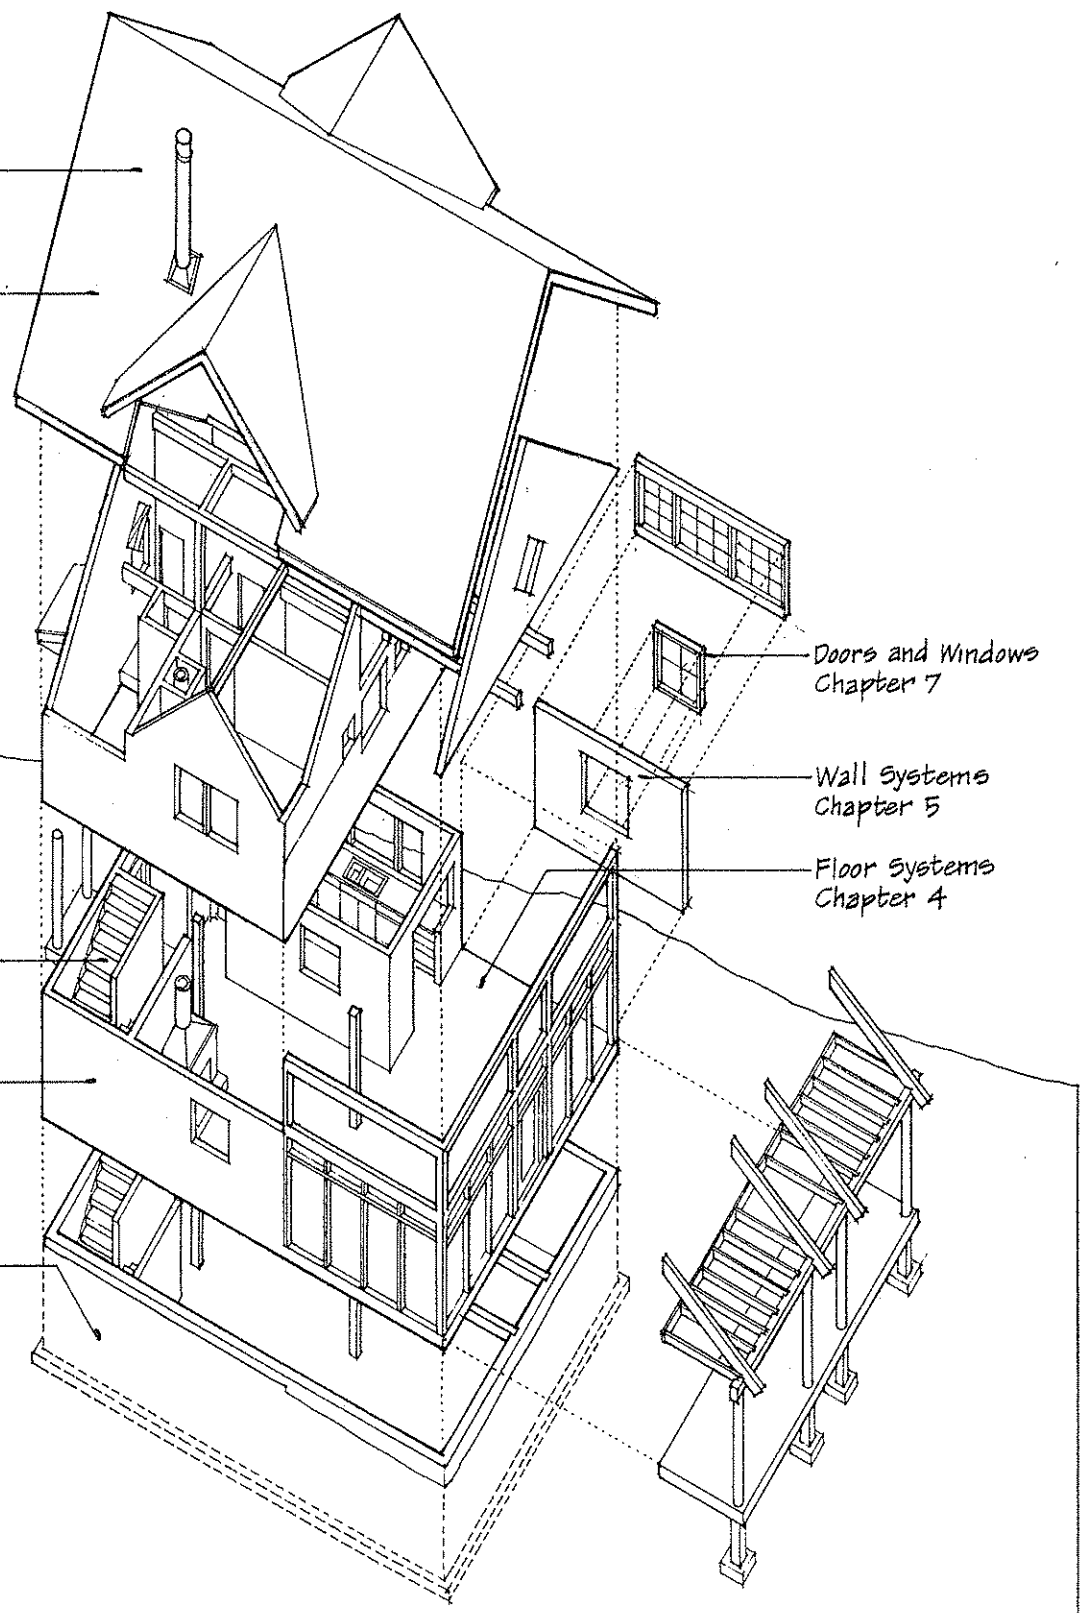 Doors and Windows
Chapter 7
Wall Systems
Chapter 5
Floor Systems
Chapter 4